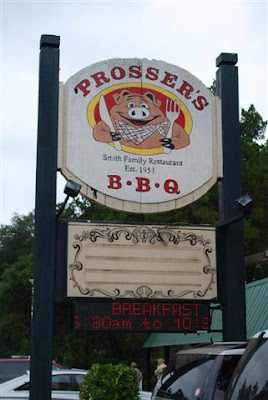 PROSSER'S
Smith Family Restaurant
Est. 1953
B·B·Q
BREAKFAST
30am to 10